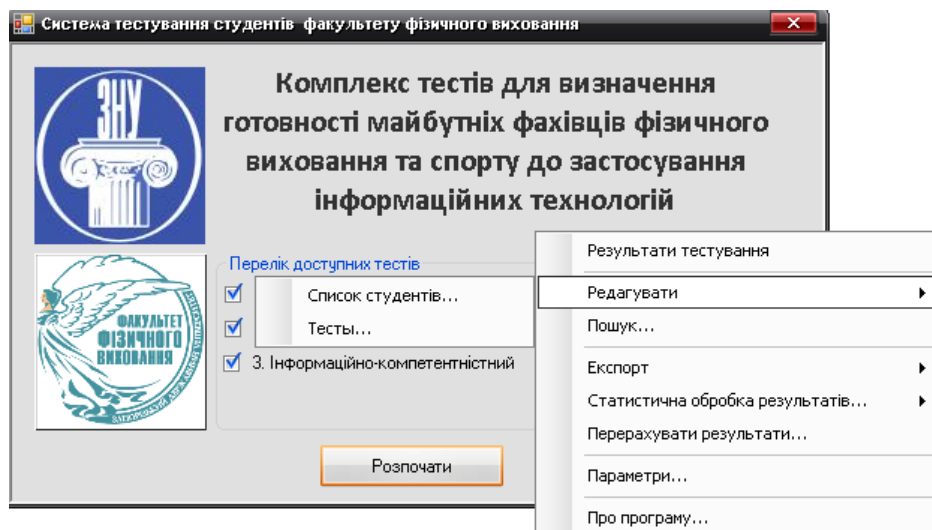 Система тестування студентів факультету фізичного виховання
ЗНУ
Комплекс тестів для визначення
готовності майбутніх фахівців фізичного
виховання та спорту до застосування
інформаційних технологій
ФАКУЛЬТЕТ
ФІЗИЧНОГО
ВИХОВАННЯ
Перелік доступних тестів
Список студентів...
Тесты...
3. Інформаційно-компетентністний
Розпочати
Результати тестування
Редагувати
Пошук...
Експорт
Статистична обробка результатів...
Перерахувати результати...
Параметри...
Про програму...